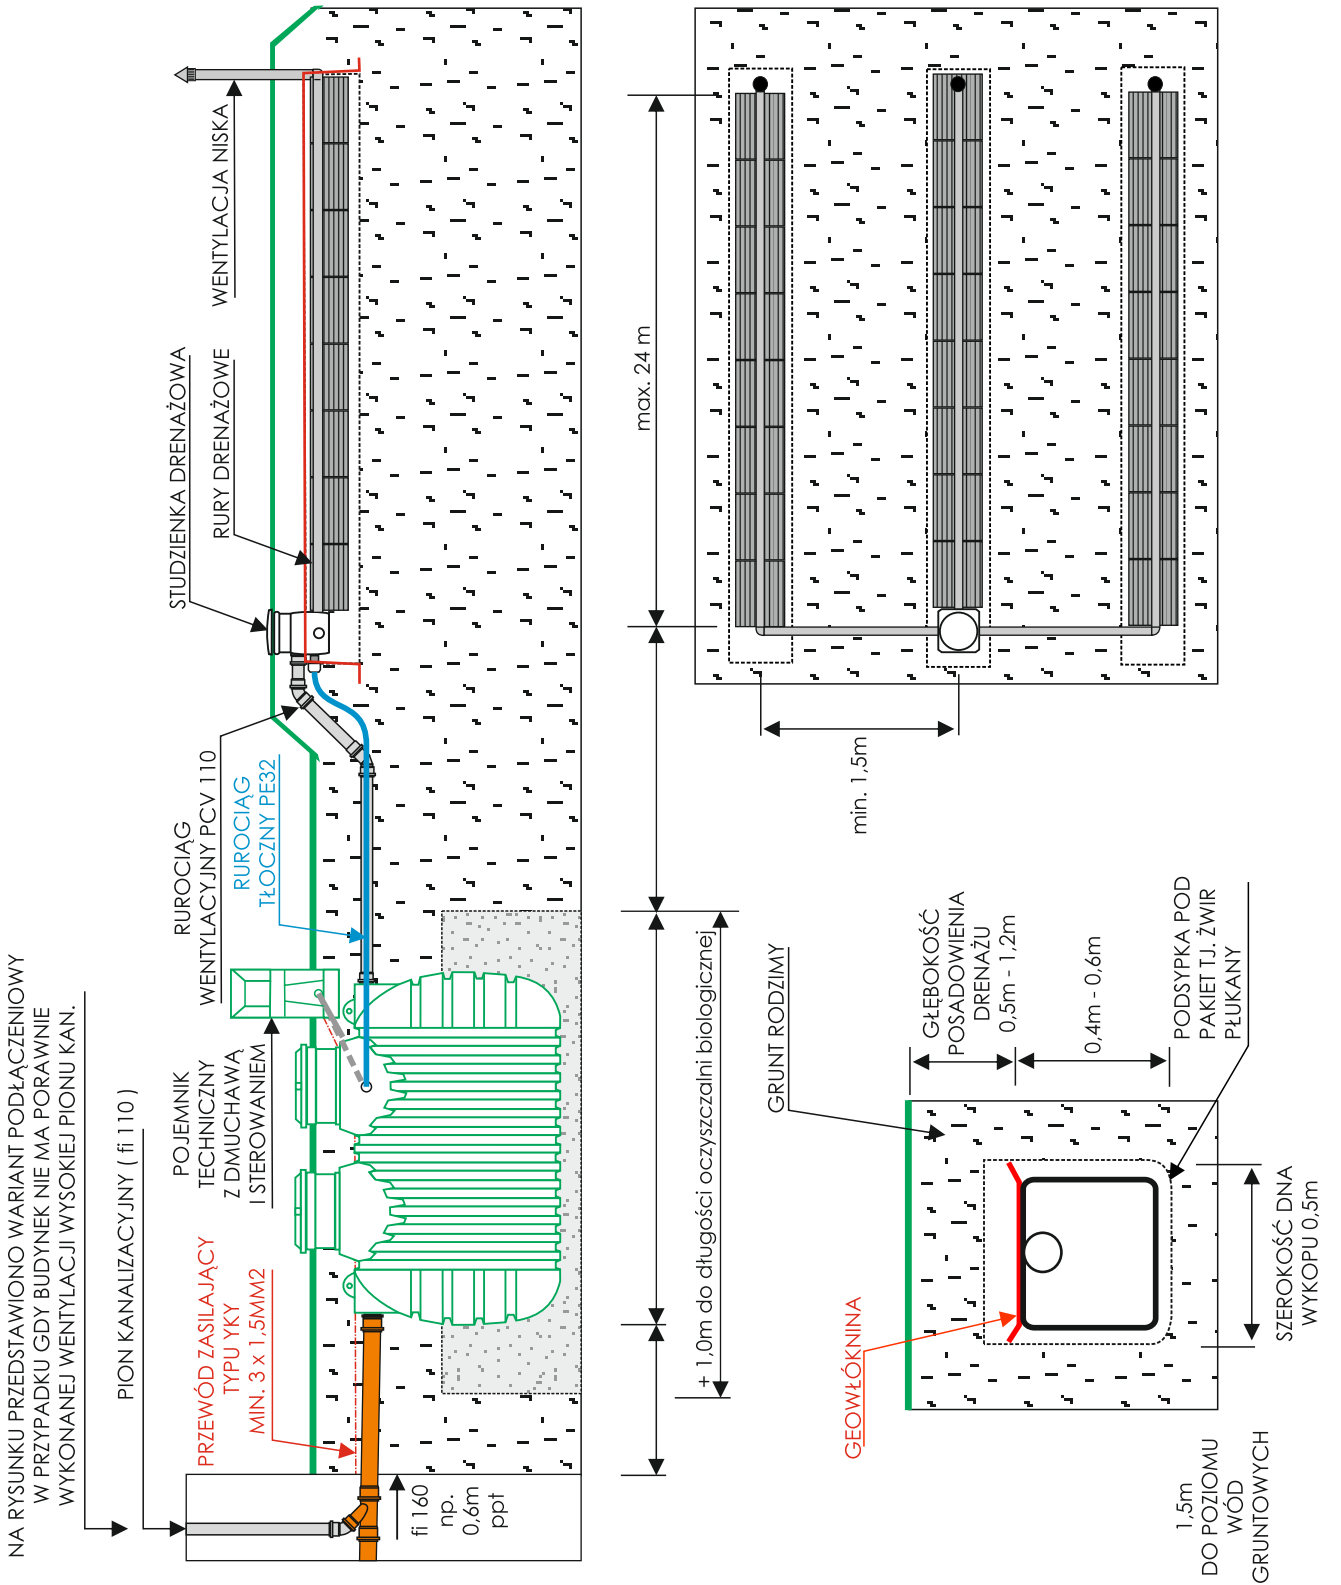 NA RYSUNKU PRZEDSTAWIONO WARIANT PODŁĄCZENIOWY
W PRZYPADKU GDY BUDYNEK NIE MA PORAWNIE
WYKONANEJ WENTYLACJI WYSOKIEJ PIONU KAN.
PION KANALIZACYJNY ( fi 110 )
PRZEWÓD ZASILAJĄCY
TYPU YKY
MIN. 3 x 1,5MM2
POJEMNIK
TECHNICZNY
Z DMUCHAWĄ
I STEROWANIEM
RUROCIĄG
WENTYLACYJNY PCV 110
RUROCIĄG
TŁOCZNY PE32
STUDZIENKA DRENAŻOWA
RURY DRENAŻOWE
WENTYLACJA NISKA
fi 160
np.
0,6m
ppt
max. 24 m
+ 1,0m do długości oczyszczalni biologicznej
min. 1,5m
GRUNT RODZIMY
GEOWŁÓKNINA
GŁĘBOKOŚĆ
POSADOWIENIA
DRENAŻU
0,5m - 1,2m
0,4m - 0,6m
PODSYPKA POD
PAKIET TJ. ŻWIR
PŁUKANY
SZEROKOŚĆ DNA
WYKOPU 0,5m
1,5m
DO POZIOMU
WÓD
GRUNTOWYCH